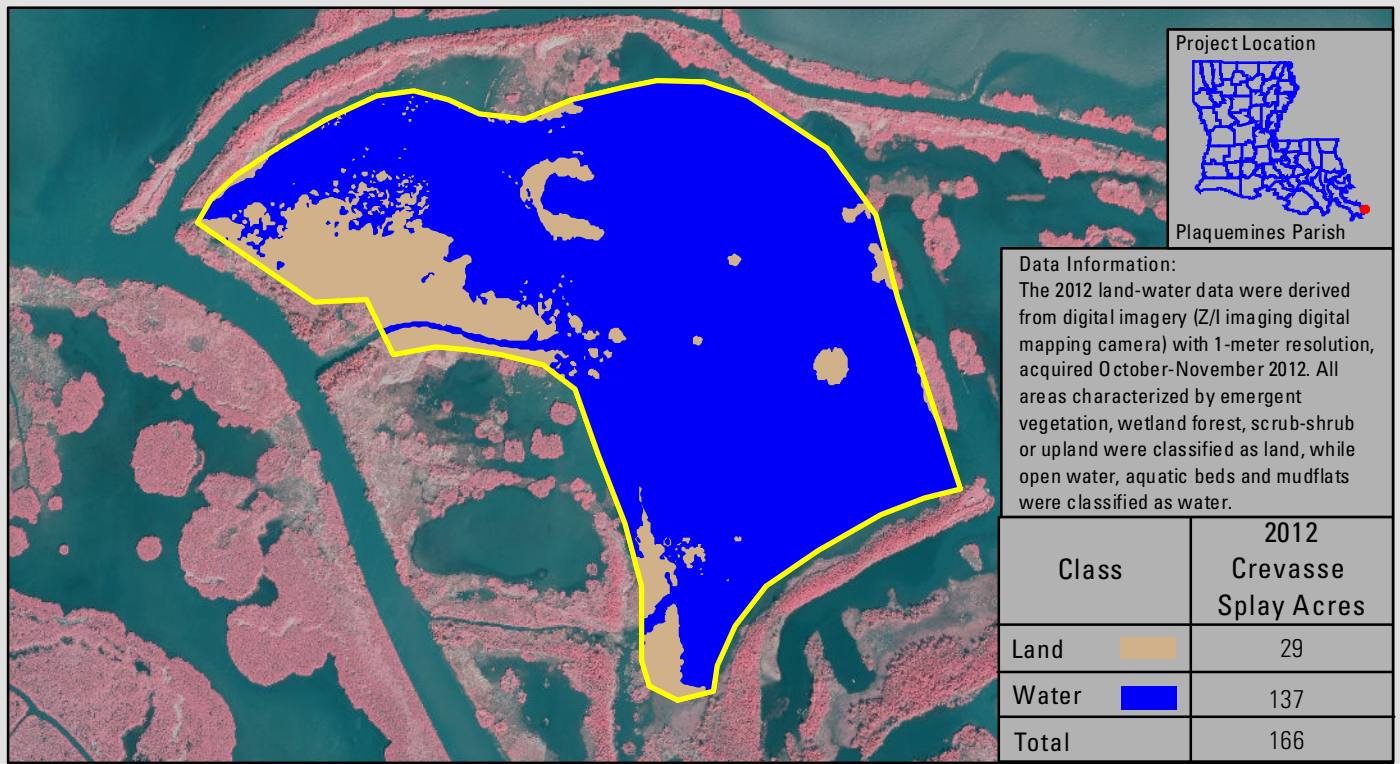 Project Location
Plaquemines Parish
Data Information:
The 2012 land-water data were derived
from digital imagery (Z/I imaging digital
mapping camera) with 1-meter resolution,
acquired October-November 2012. All
areas characterized by emergent
vegetation, wetland forest, scrub-shrub
or upland were classified as land, while
open water, aquatic beds and mudflats
were classified as water.
Class
2012
Crevasse
Splay Acres
Land 29
Water 137
Total 166